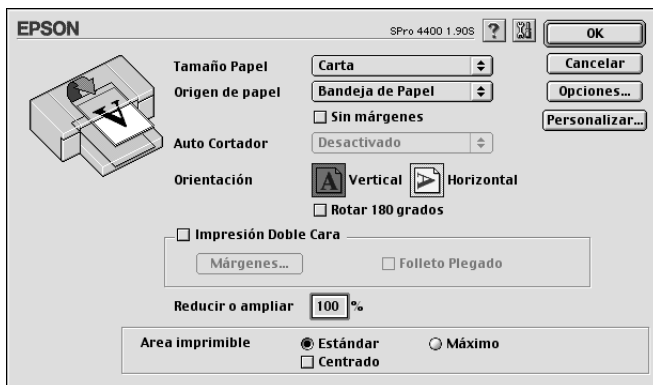 EPSON
SPro 4400 1.90S
?
OK
Tamaño Papel
Carta
Cancelar
Origen de papel
Bandeja de Papel
Opciones...
Sin márgenes
Personalizar...
Auto Cortador
Desactivado
Orientación
A Vertical A Horizontal
Rotar 180 grados
Impresión Doble Cara
Márgenes...
Folleto Plegado
Reducir o ampliar
100 %
Area imprimible
Estándar
Máximo
Centrado